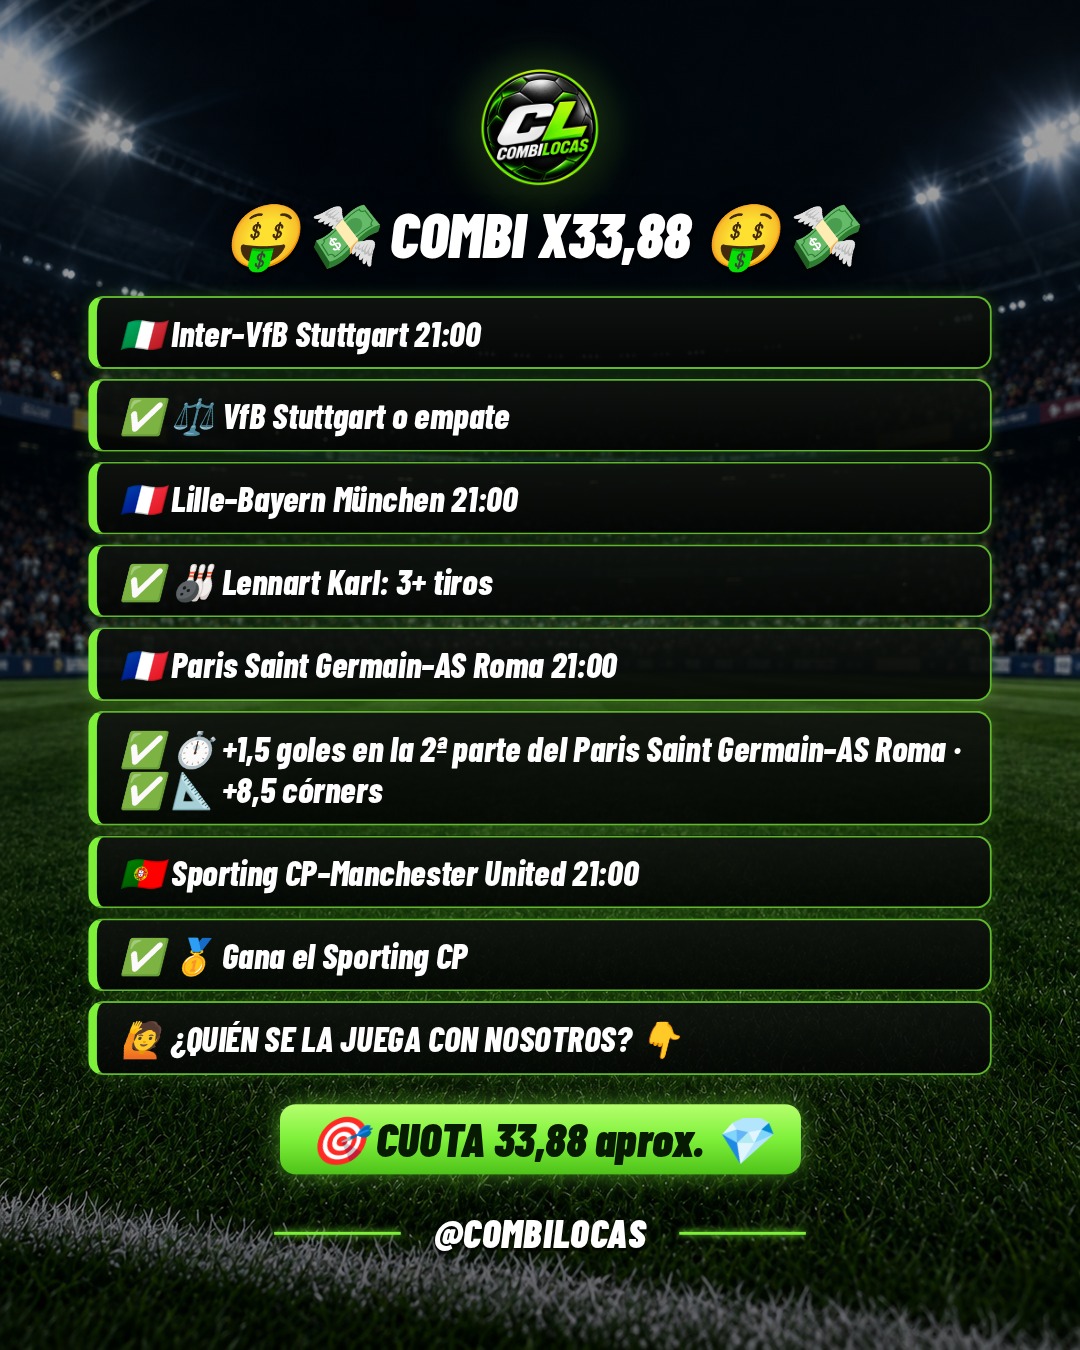 CL
COMBILOCAS
🤑 💸 COMBI X33,88 🤑 💸
🇮🇹 Inter-VfB Stuttgart 21:00
✅ ⚖️ VfB Stuttgart o empate
🇫🇷 Lille-Bayern München 21:00
✅ 🎳 Lennart Karl: 3+ tiros
🇫🇷 Paris Saint Germain-AS Roma 21:00
✅ ⏱️ +1,5 goles en la 2ª parte del Paris Saint Germain-AS Roma ·
✅ 📐 +8,5 córners
🇵🇹 Sporting CP-Manchester United 21:00
✅ 🏅 Gana el Sporting CP
🙋 ¿QUIÉN SE LA JUEGA CON NOSOTROS? 👇
🎯 CUOTA 33,88 aprox. 💎
@COMBILOCAS